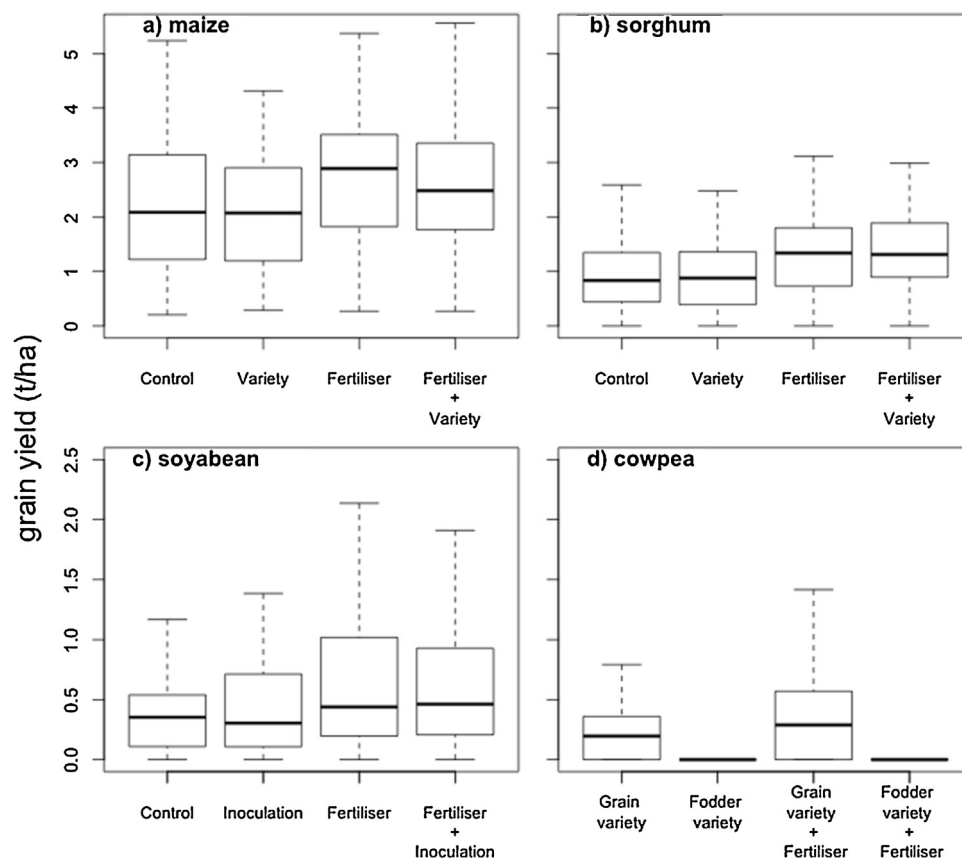 a) maize
b) sorghum
grain yield (t/ha)
5
4
3
2
1
0
Control
Variety
Fertiliser
Fertiliser
+
Variety
Control
Variety
Fertiliser
Fertiliser
+
Variety
c) soyabean
d) cowpea
2.5
2.0
1.5
1.0
0.5
0.0
Control
Inoculation
Fertiliser
Fertiliser
+
Inoculation
Grain
variety
Fodder
variety
Grain
variety
+
Fertiliser
Fodder
variety
+
Fertiliser